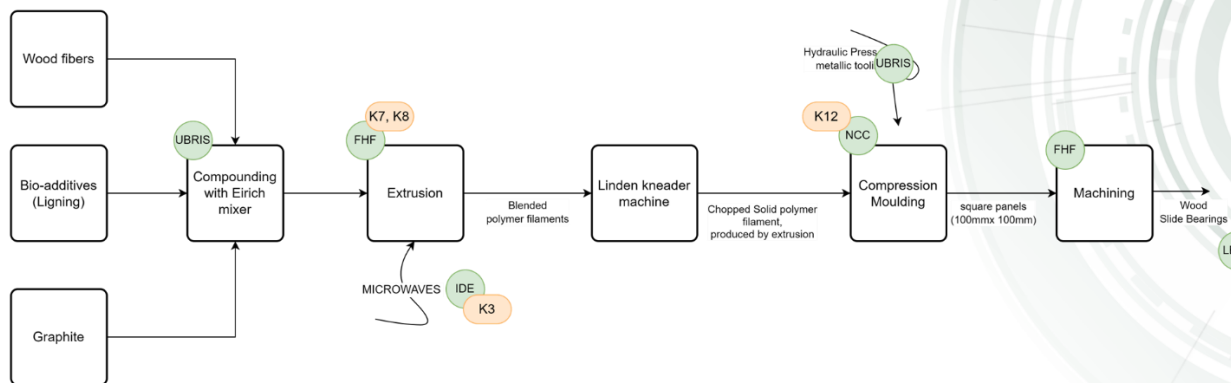 Wood fibers
Bio-additives
(Ligning)
Graphite
UBRIS
Compounding
with Eirich
mixer
K7, K8
FHF
Extrusion
MICROWAVES
IDE
K3
Blended
polymer filaments
Linden kneader
machine
Chopped Solid polymer
filament,
produced by extrusion
Hydraulic Press
metallic tooli
UBRIS
K12
NCC
Compression
Moulding
square panels
(100mmx 100mm)
FHF
Machining
Wood
Slide Bearings